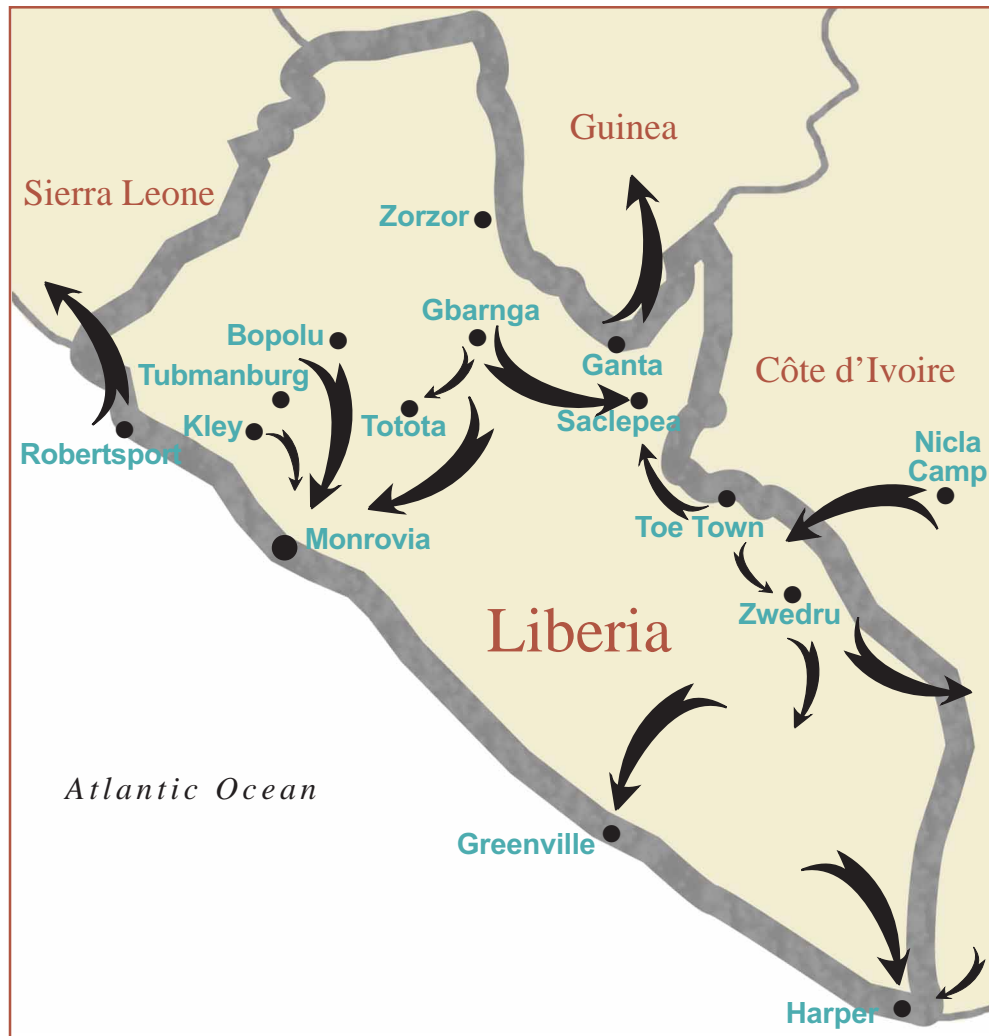 Guinea
Sierra Leone
Zorzor
Gbarnga
Bopolu
Ganta
Côte d’Ivoire
Tubmanburg
Kley
Totota
Saclepea
Robertsport
Nicla
Camp
Toe Town
Monrovia
Zwedru
Liberia
Atlantic Ocean
Greenville
Harper